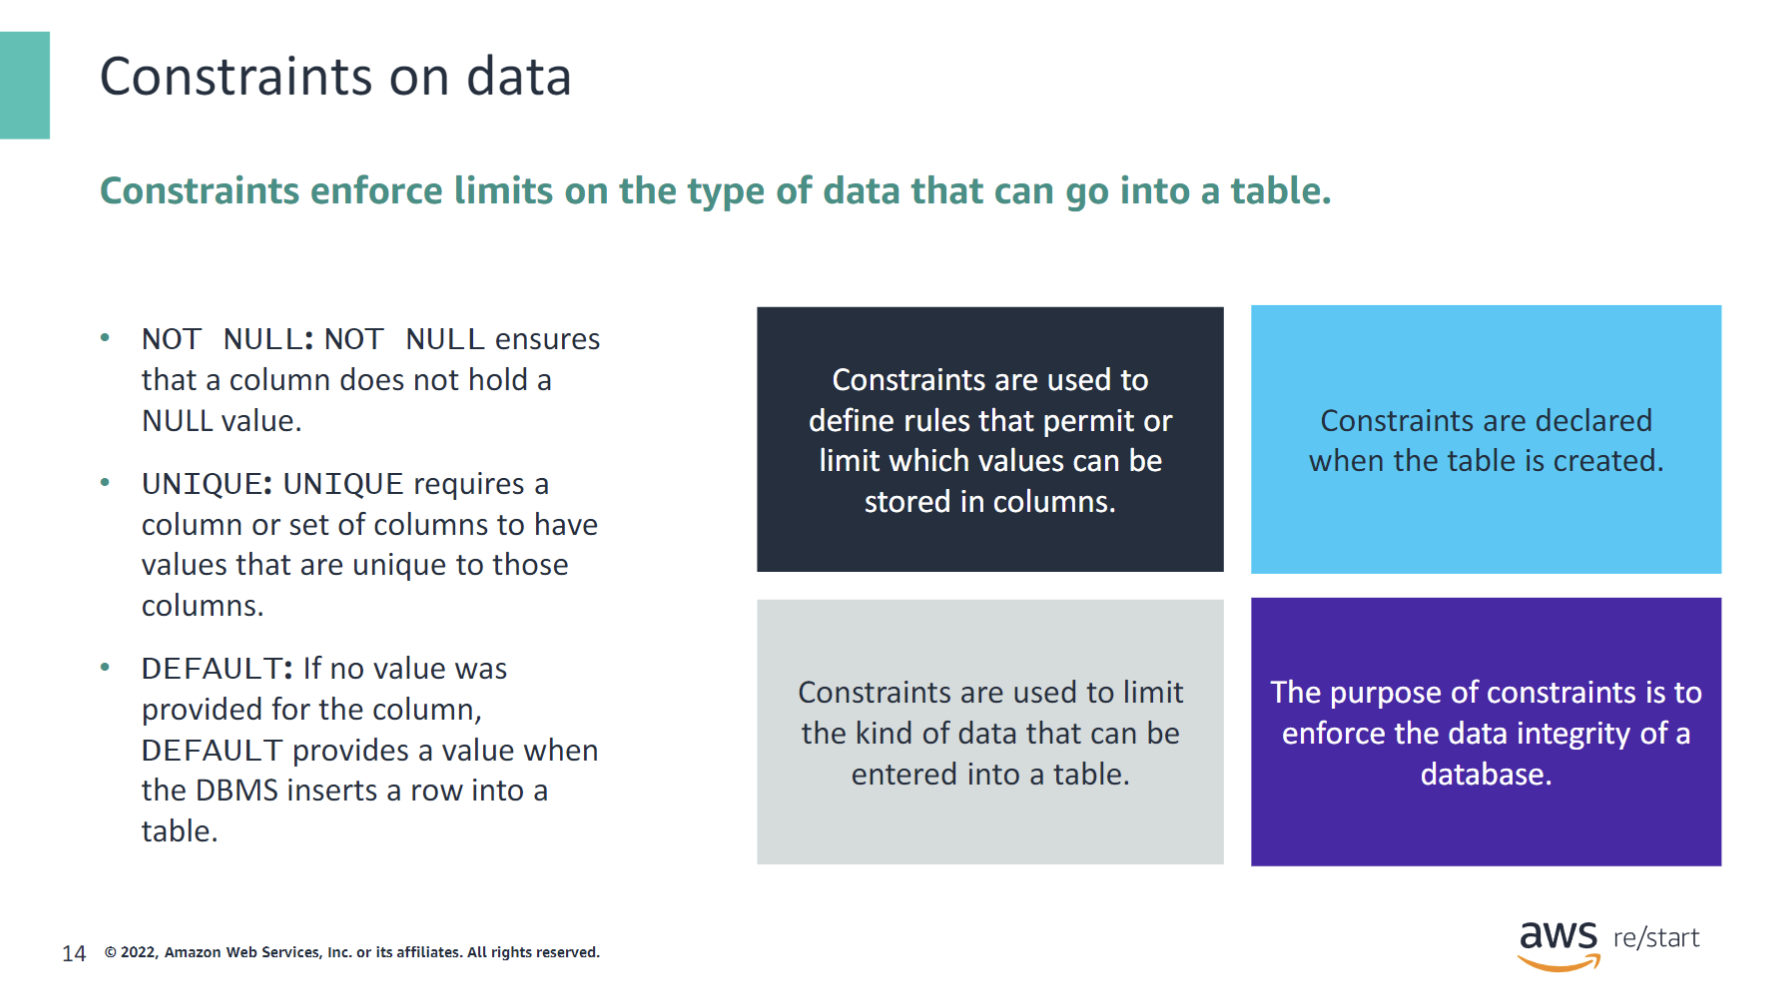 Constraints on data
Constraints enforce limits on the type of data that can go into a table.
• NOT NULL: NOT NULL ensures
that a column does not hold a
NULL value.
• UNIQUE: UNIQUE requires a
column or set of columns to have
values that are unique to those
columns.
• DEFAULT: If no value was
provided for the column,
DEFAULT provides a value when
the DBMS inserts a row into a
table.
Constraints are used to
define rules that permit or
limit which values can be
stored in columns.
Constraints are declared
when the table is created.
Constraints are used to limit
the kind of data that can be
entered into a table.
The purpose of constraints is to
enforce the data integrity of a
database.
14 © 2022, Amazon Web Services, Inc. or its affiliates. All rights reserved.
aws re/start